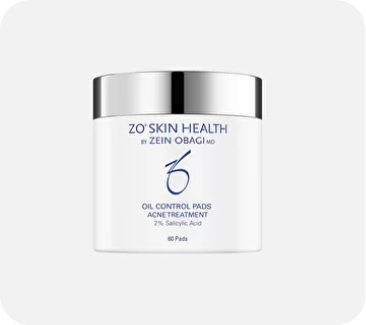 ZO® SKIN HEALTH
BY ZEIN OBAGI MD
OIL CONTROL PADS
ACNE TREATMENT
2% Salicylic Acid
60 Pads